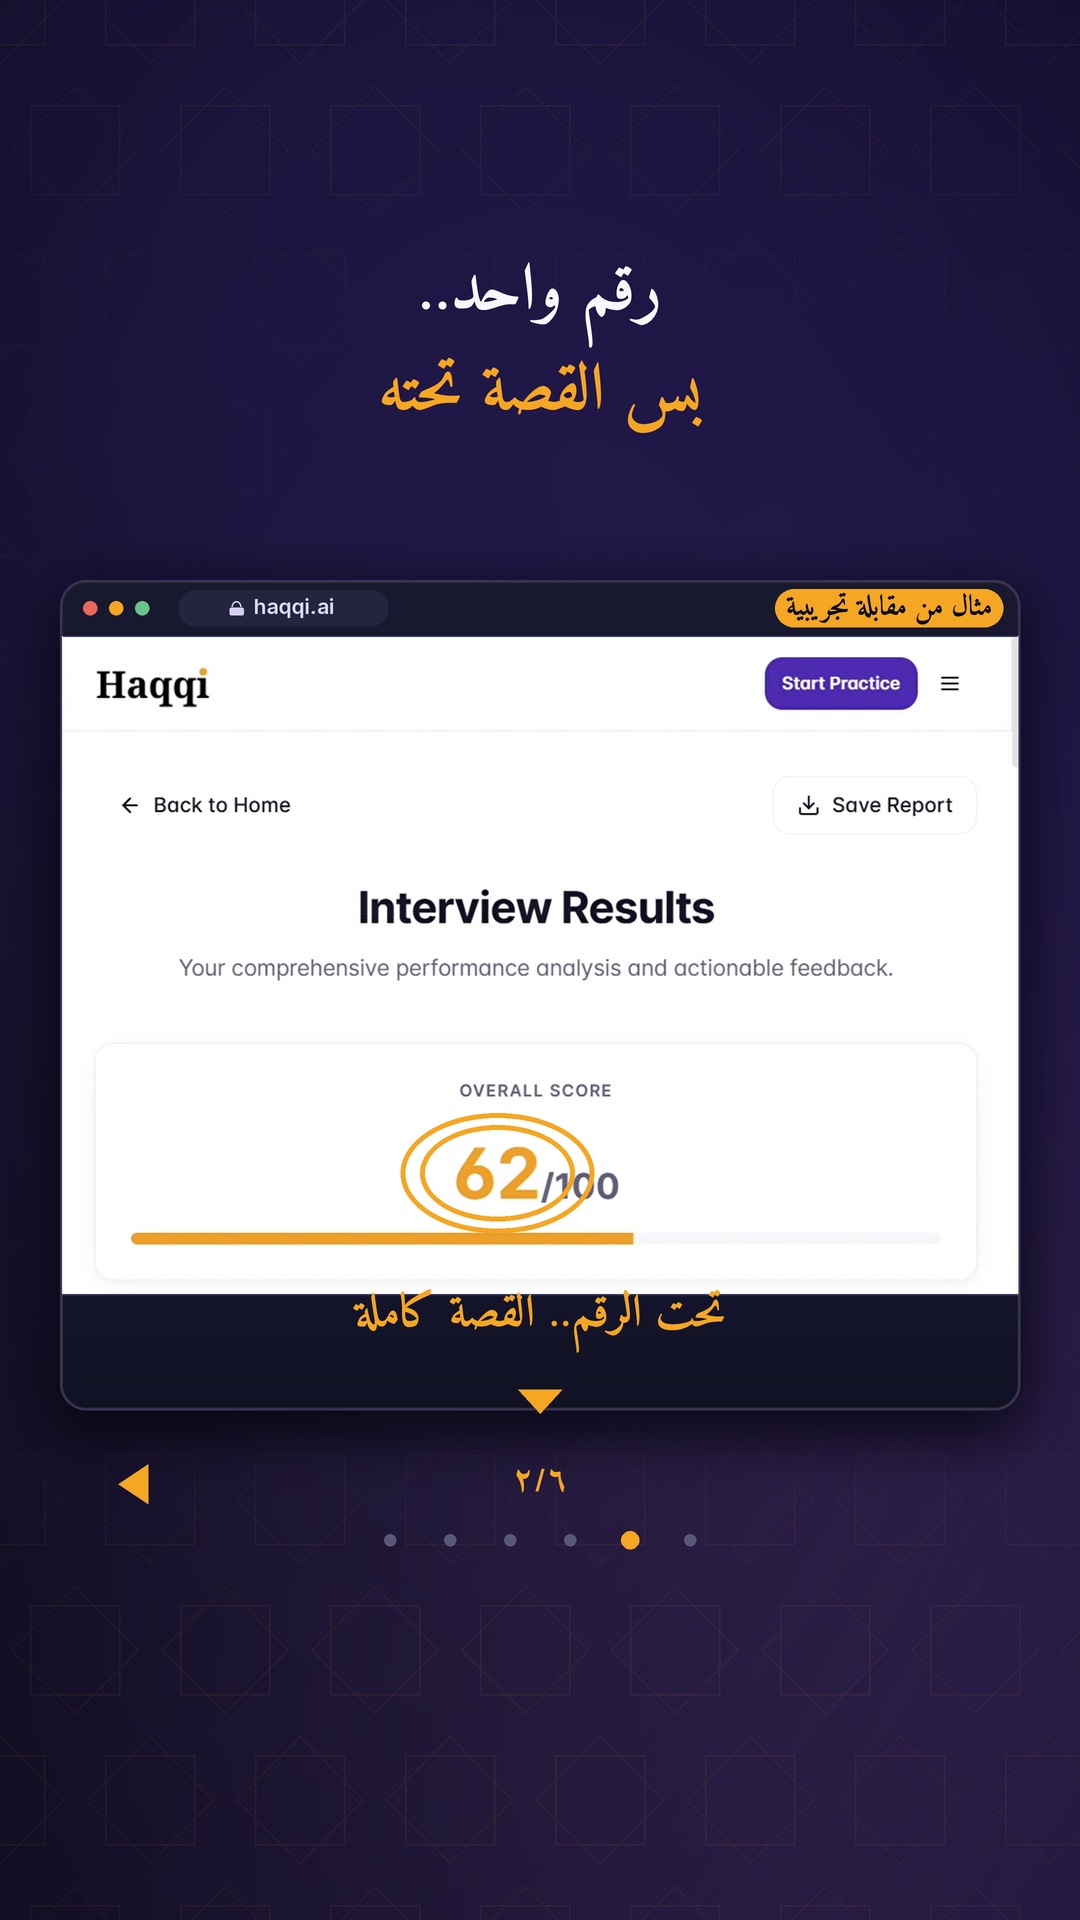 رقم واحد..
بس القصة تحته
haqqi.ai
مثال من مقابلة تجريبية
Haqqi
Start Practice
Back to Home
Save Report
Interview Results
Your comprehensive performance analysis and actionable feedback.
OVERALL SCORE
62/100
تحت الرقم.. القصة كاملة
٢/٦